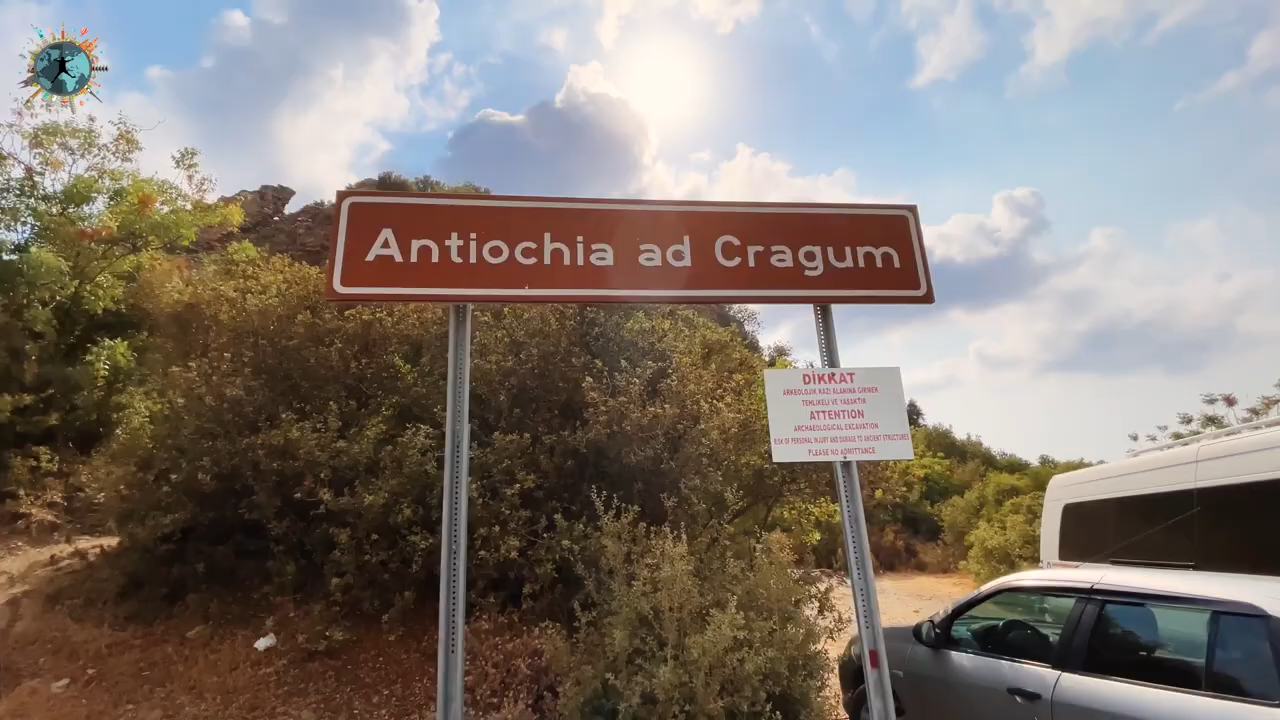 Antiochia ad Cragum
DİKKAT
ARKEOLOJİK KAZI ALANINA GİRMEK
TEHLİKELİ VE YASAKTIR
ATTENTION
ARCHAEOLOGICAL EXCAVATION
RISK OF PERSONAL INJURY AND DAMAGE TO ANCIENT STRUCTURES
PLEASE NO ADMITTANCE